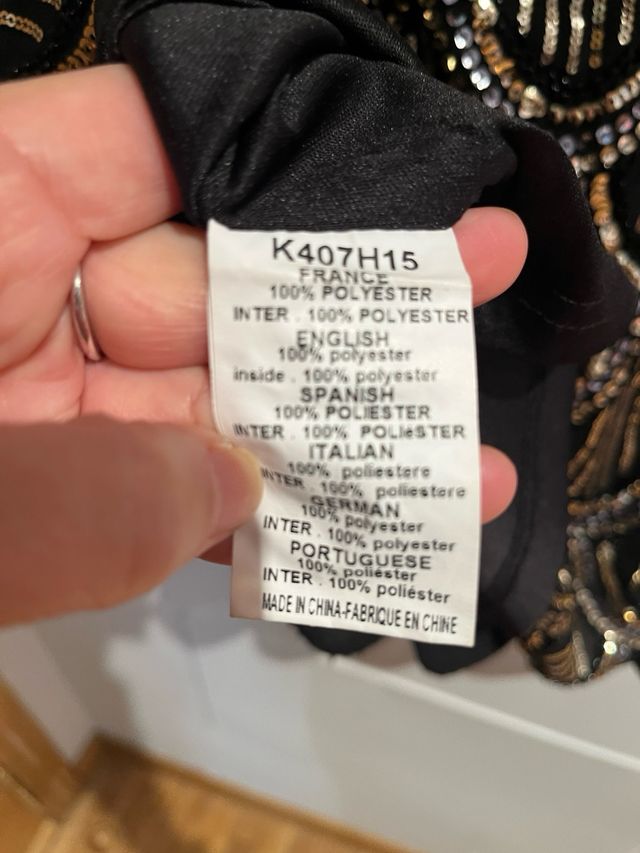 K407H15
FRANCE
100% POLYESTER
INTER . 100% POLYESTER
ENGLISH
100% polyester
inside . 100% polyester
SPANISH
100% POLIESTER
INTER . 100% POLIéSTER
ITALIAN
100% poliestere
INTER . 100% poliestere
GERMAN
100% polyester
INTER . 100% polyester
PORTUGUESE
100% poliéster
INTER . 100% poliéster
MADE IN CHINA-FABRIQUE EN CHINE